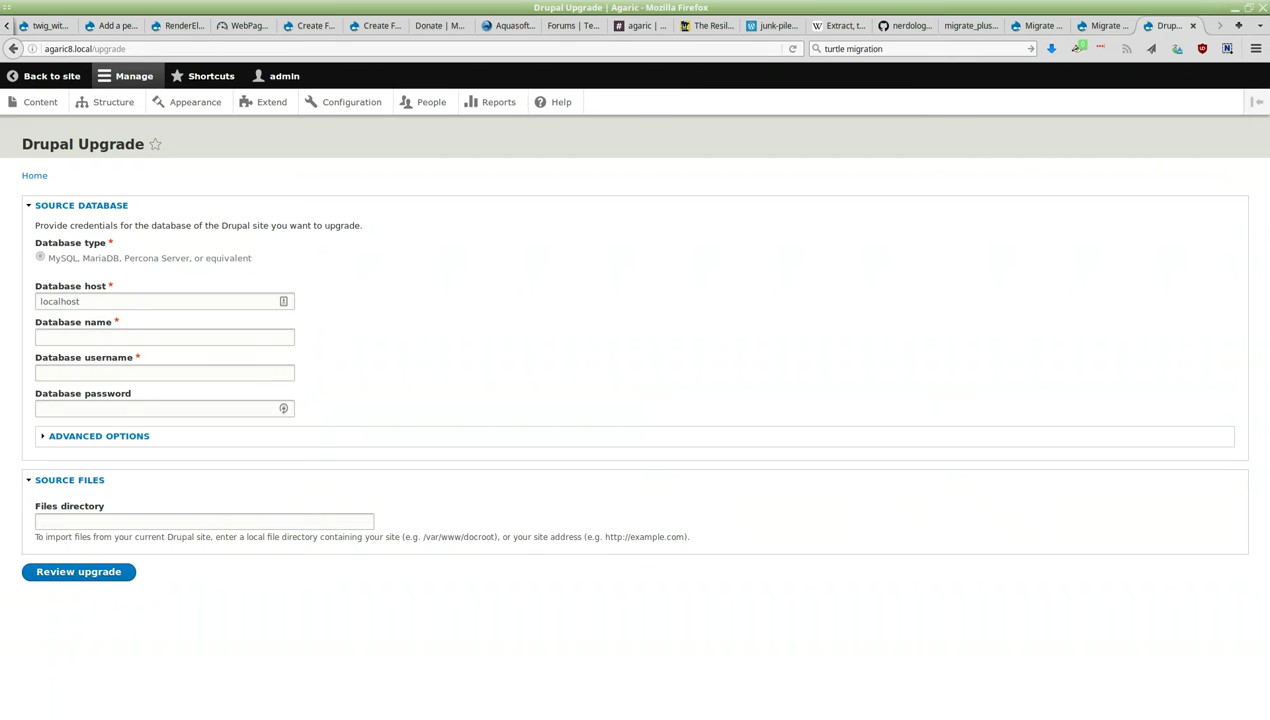 Drupal Upgrade | Agaric - Mozilla Firefox
twig_wit... Add a pe... RenderEl... WebPag... Create F... Create F... Donate | M... Aquasoft... Forums | Te... agaric | ... The Resil... junk-pile... Extract, t... nerdolog... migrate_plus... Migrate ... Migrate ... Drup...
agaric8.local/upgrade turtle migration
Back to site Manage Shortcuts admin
Content Structure Appearance Extend Configuration People Reports Help
Drupal Upgrade
Home
SOURCE DATABASE
Provide credentials for the database of the Drupal site you want to upgrade.
Database type *
MySQL, MariaDB, Percona Server, or equivalent
Database host *
localhost
Database name *
Database username *
Database password
ADVANCED OPTIONS
SOURCE FILES
Files directory
To import files from your current Drupal site, enter a local file directory containing your site (e.g. /var/www/docroot), or your site address (e.g. http://example.com).
Review upgrade